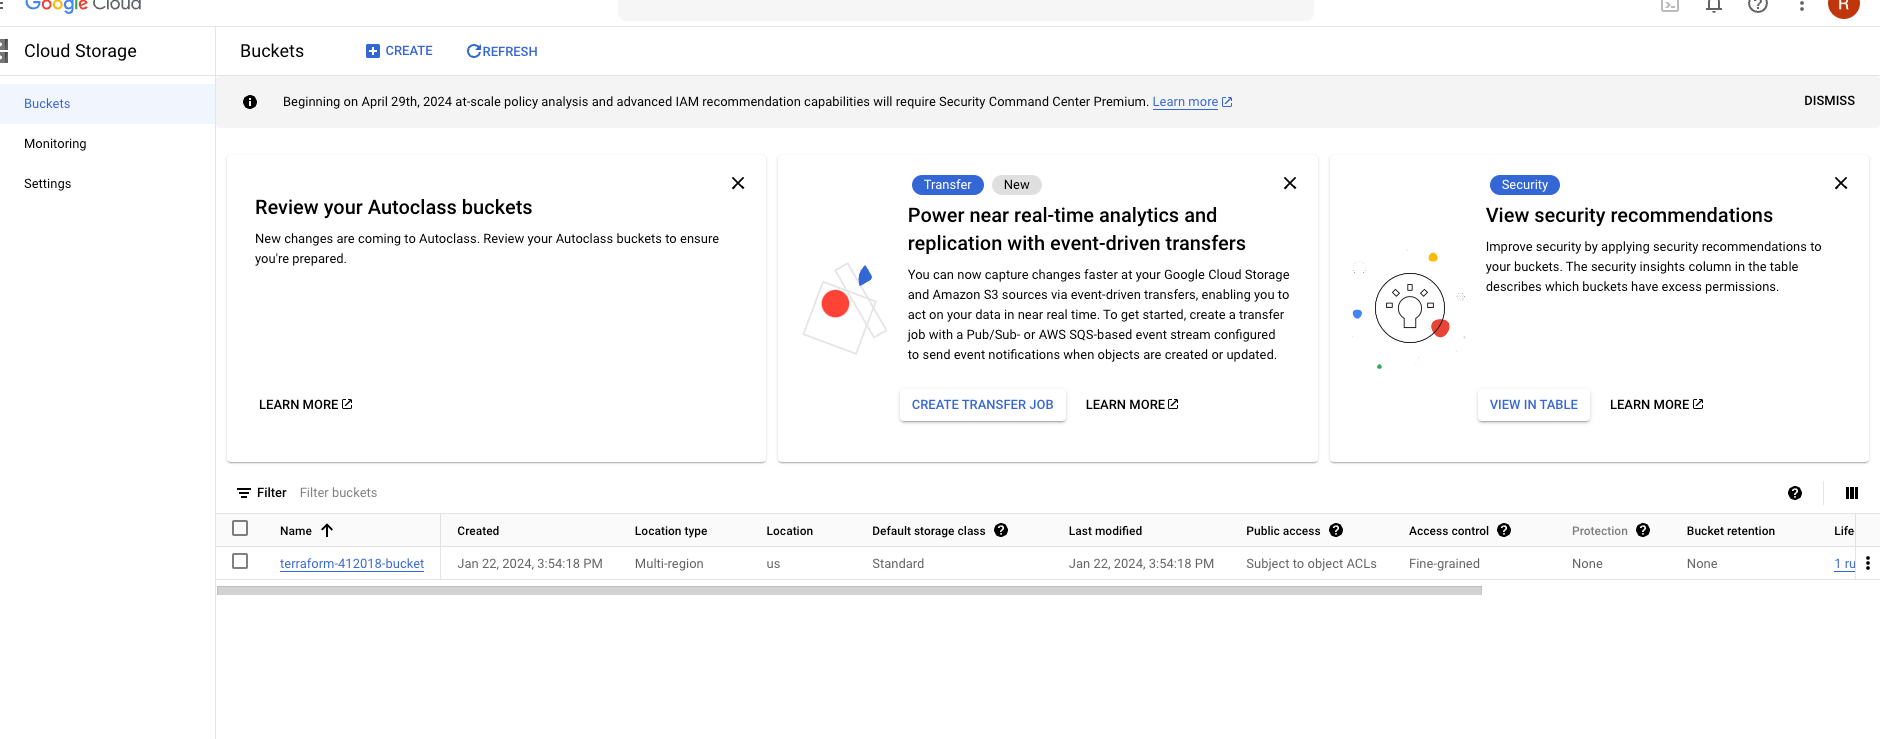 Google Cloud
R
Cloud Storage
Buckets
CREATE
REFRESH
Buckets
Monitoring
Settings
Beginning on April 29th, 2024 at-scale policy analysis and advanced IAM recommendation capabilities will require Security Command Center Premium. Learn more
DISMISS
Review your Autoclass buckets
New changes are coming to Autoclass. Review your Autoclass buckets to ensure
you're prepared.
LEARN MORE
Transfer New
Power near real-time analytics and
replication with event-driven transfers
You can now capture changes faster at your Google Cloud Storage
and Amazon S3 sources via event-driven transfers, enabling you to
act on your data in near real time. To get started, create a transfer
job with a Pub/Sub- or AWS SQS-based event stream configured
to send event notifications when objects are created or updated.
CREATE TRANSFER JOB LEARN MORE
Security
View security recommendations
Improve security by applying security recommendations to
your buckets. The security insights column in the table
describes which buckets have excess permissions.
VIEW IN TABLE LEARN MORE
Filter Filter buckets
Name Created Location type Location Default storage class Last modified Public access Access control Protection Bucket retention Life
terraform-412018-bucket Jan 22, 2024, 3:54:18 PM Multi-region us Standard Jan 22, 2024, 3:54:18 PM Subject to object ACLs Fine-grained None None 1 ru